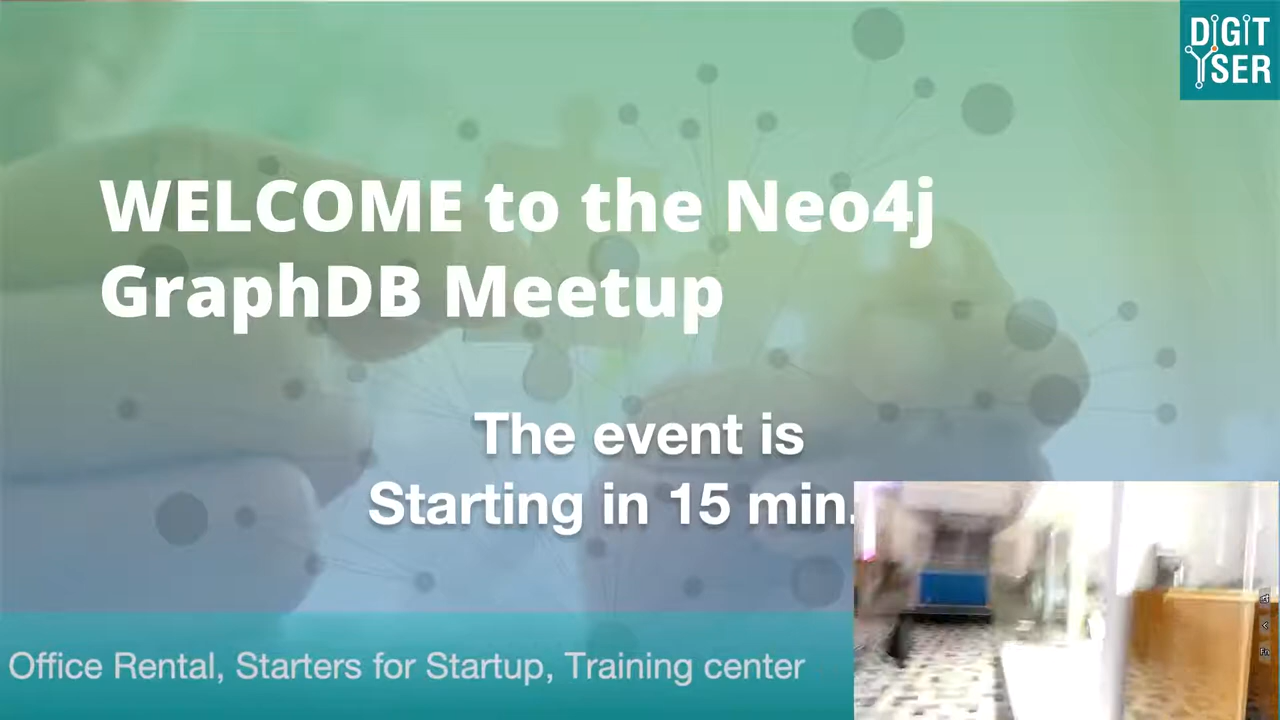 DIGIT
YSER
WELCOME to the Neo4j
GraphDB Meetup
The event is
Starting in 15 min.
Office Rental, Starters for Startup, Training center